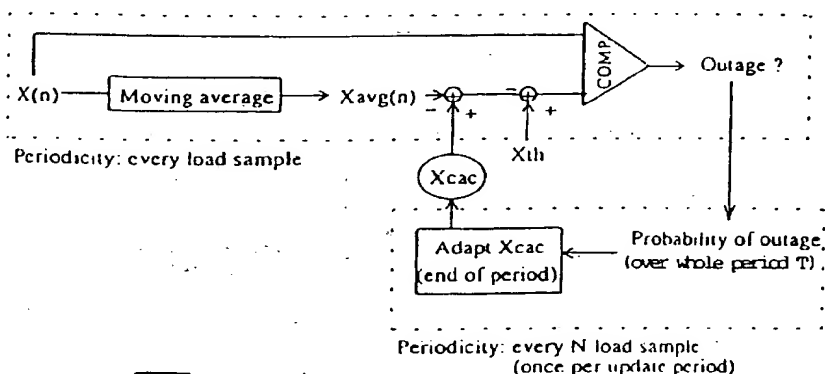 COMP
Outage ?
X(n)
Moving average
Xavg(n)
-
+
-
+
Xth
Periodicity: every load sample
Xcac
Adapt Xcac
(end of period)
Probability of outage
(over whole period T)
Periodicity: every N load sample
(once per update period)